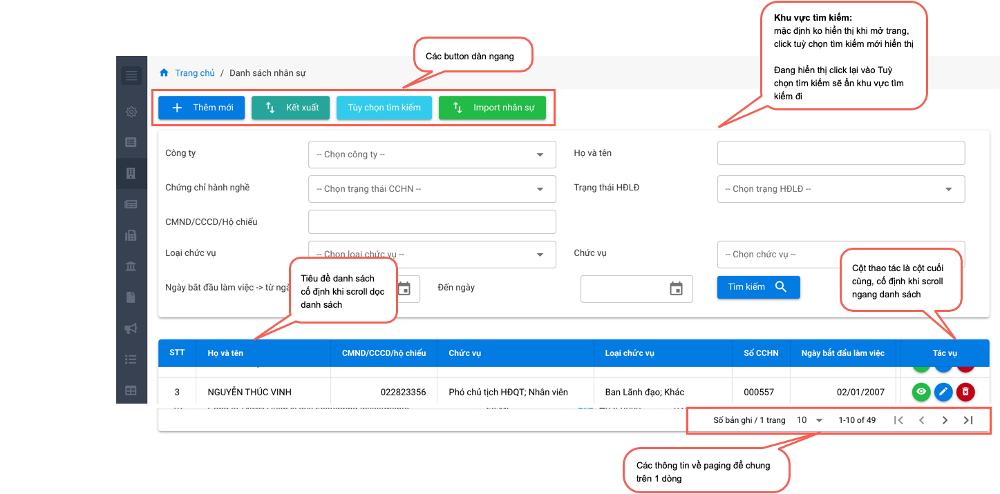 Khu vực tìm kiếm:
mặc định ko hiển thị khi mở trang,
click tuỳ chọn tìm kiếm mới hiển thị
Đang hiển thị click lại vào Tuỳ
chọn tìm kiếm sẽ ẩn khu vực tìm
kiếm đi
Các button dàn ngang
Trang chủ / Danh sách nhân sự
Thêm mới Kết xuất Tùy chọn tìm kiếm Import nhân sự
Công ty -- Chọn công ty -- Họ và tên
Chứng chỉ hành nghề -- Chọn trạng thái CCHN -- Trạng thái HĐLĐ -- Chọn trạng HĐLĐ --
CMND/CCCD/Hộ chiếu
Loại chức vụ -- Chọn loại chức vụ -- Chức vụ -- Chọn chức vụ --
Ngày bắt đầu làm việc -> từ Đến ngày Tìm kiếm
Tiêu đề danh sách
cố định khi scroll dọc
danh sách
Cột thao tác là cột cuối
cùng, cố định khi scroll
ngang danh sách
STT Họ và tên CMND/CCCD/hộ chiếu Chức vụ Loại chức vụ Số CCHN Ngày bắt đầu làm việc Tác vụ
3 NGUYỄN THÚC VINH 022823356 Phó chủ tịch HĐQT; Nhân viên Ban Lãnh đạo; Khác 000557 02/01/2007
Số bản ghi / 1 trang 10 1-10 of 49
Các thông tin về paging để chung
trên 1 dòng